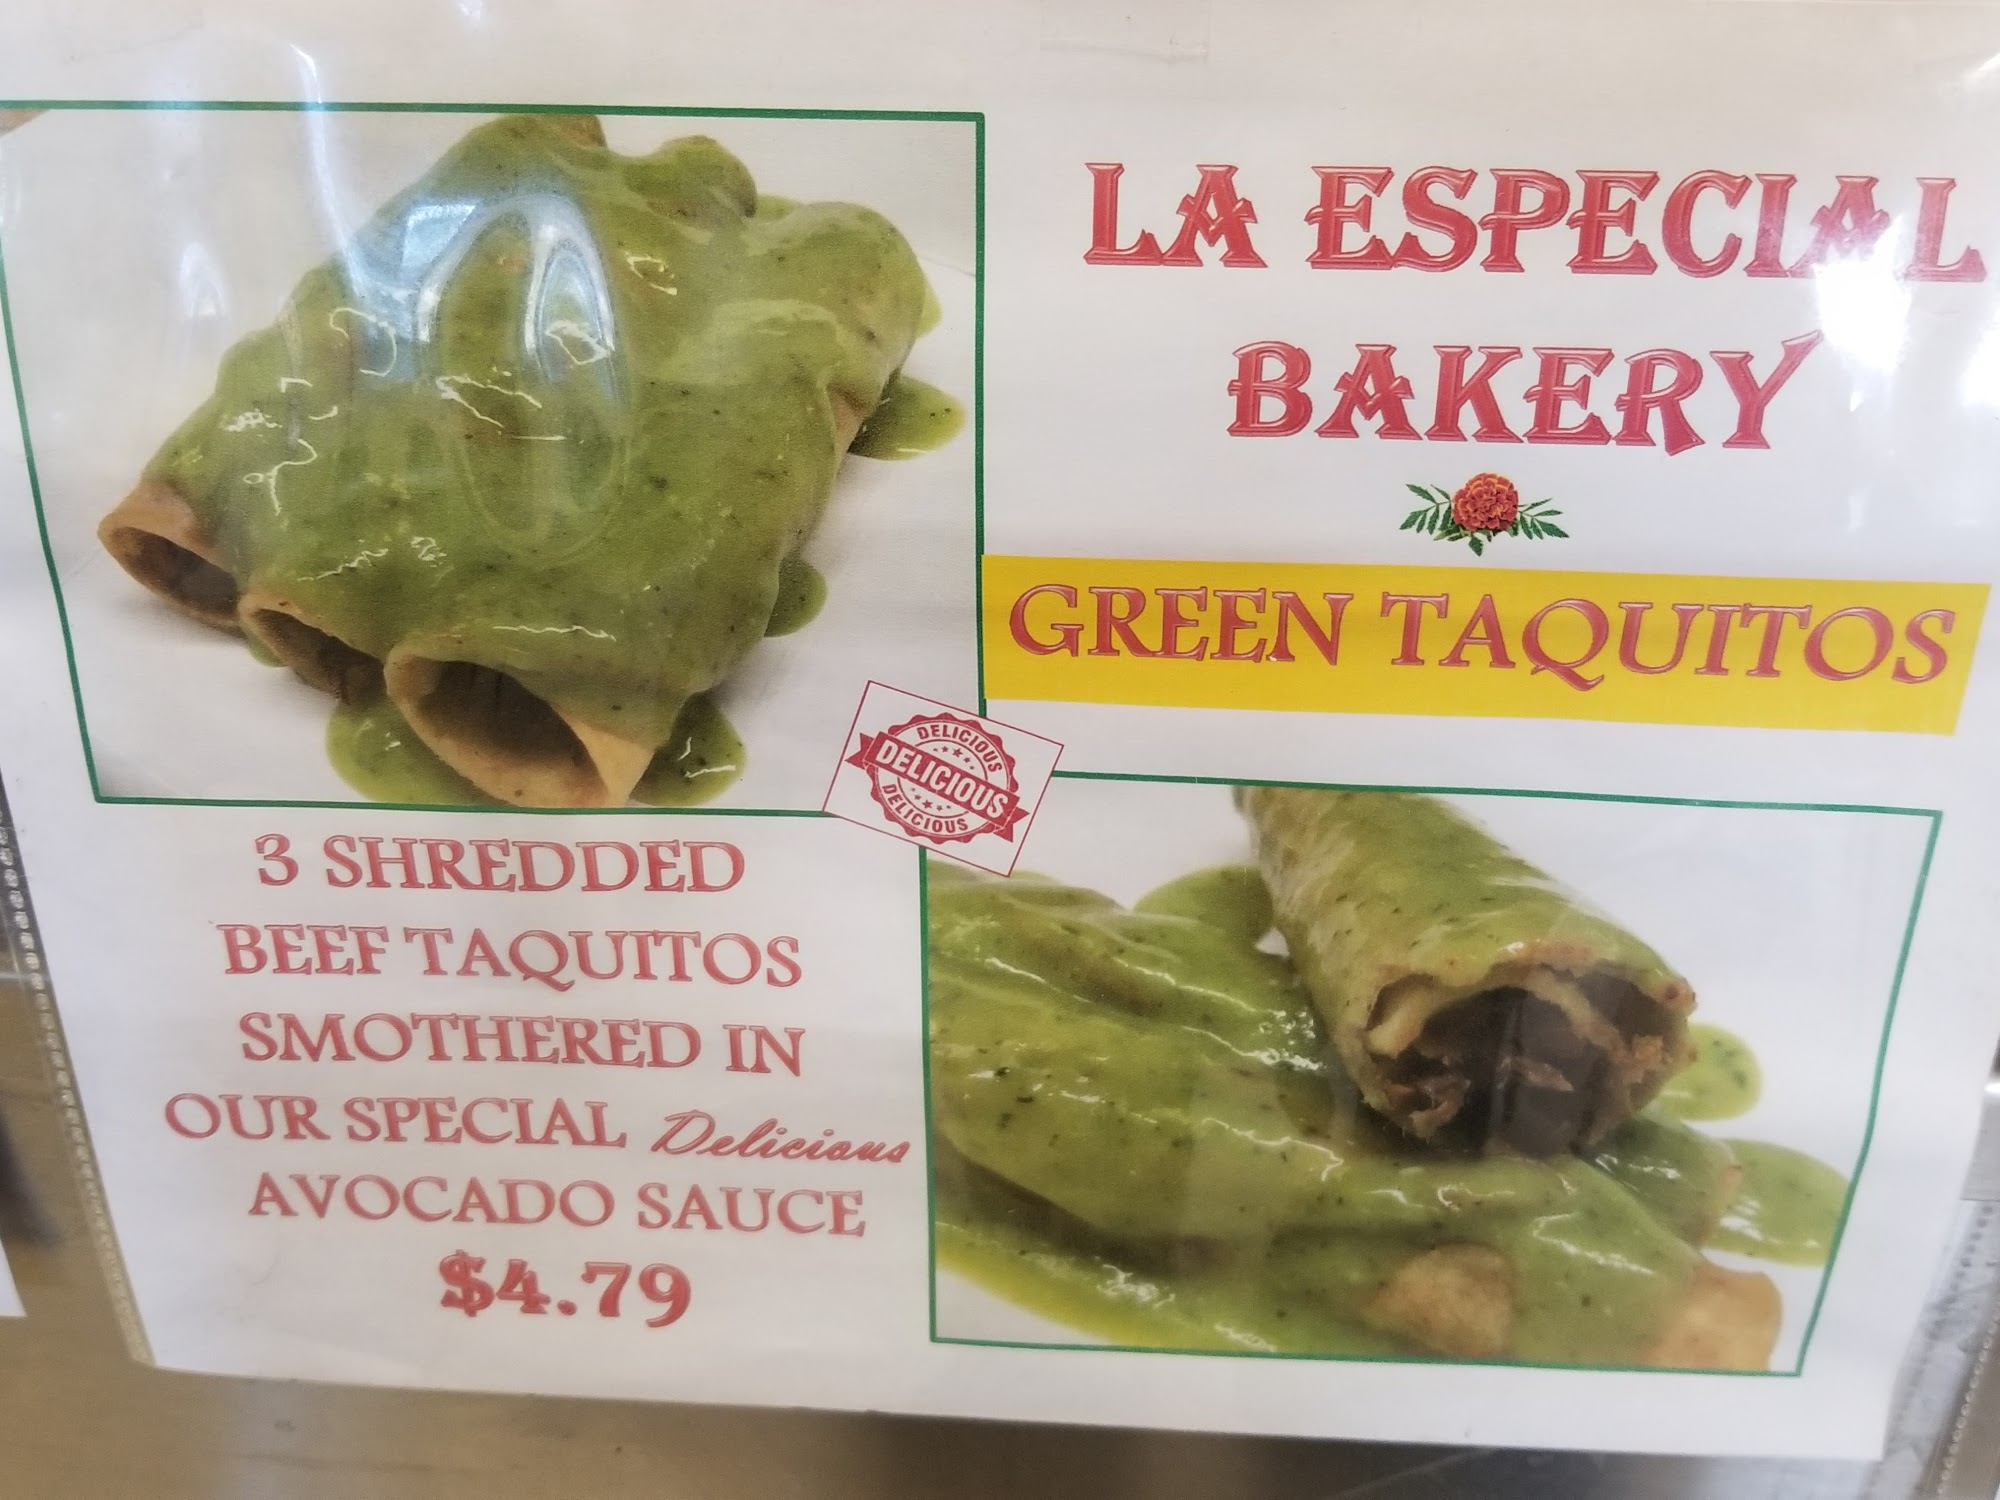 LA ESPECIAL
BAKERY
GREEN TAQUITOS
DELICIOUS
DELICIOUS
DELICIOUS
3 SHREDDED
BEEF TAQUITOS
SMOTHERED IN
OUR SPECIAL Delicious
AVOCADO SAUCE
$4.79